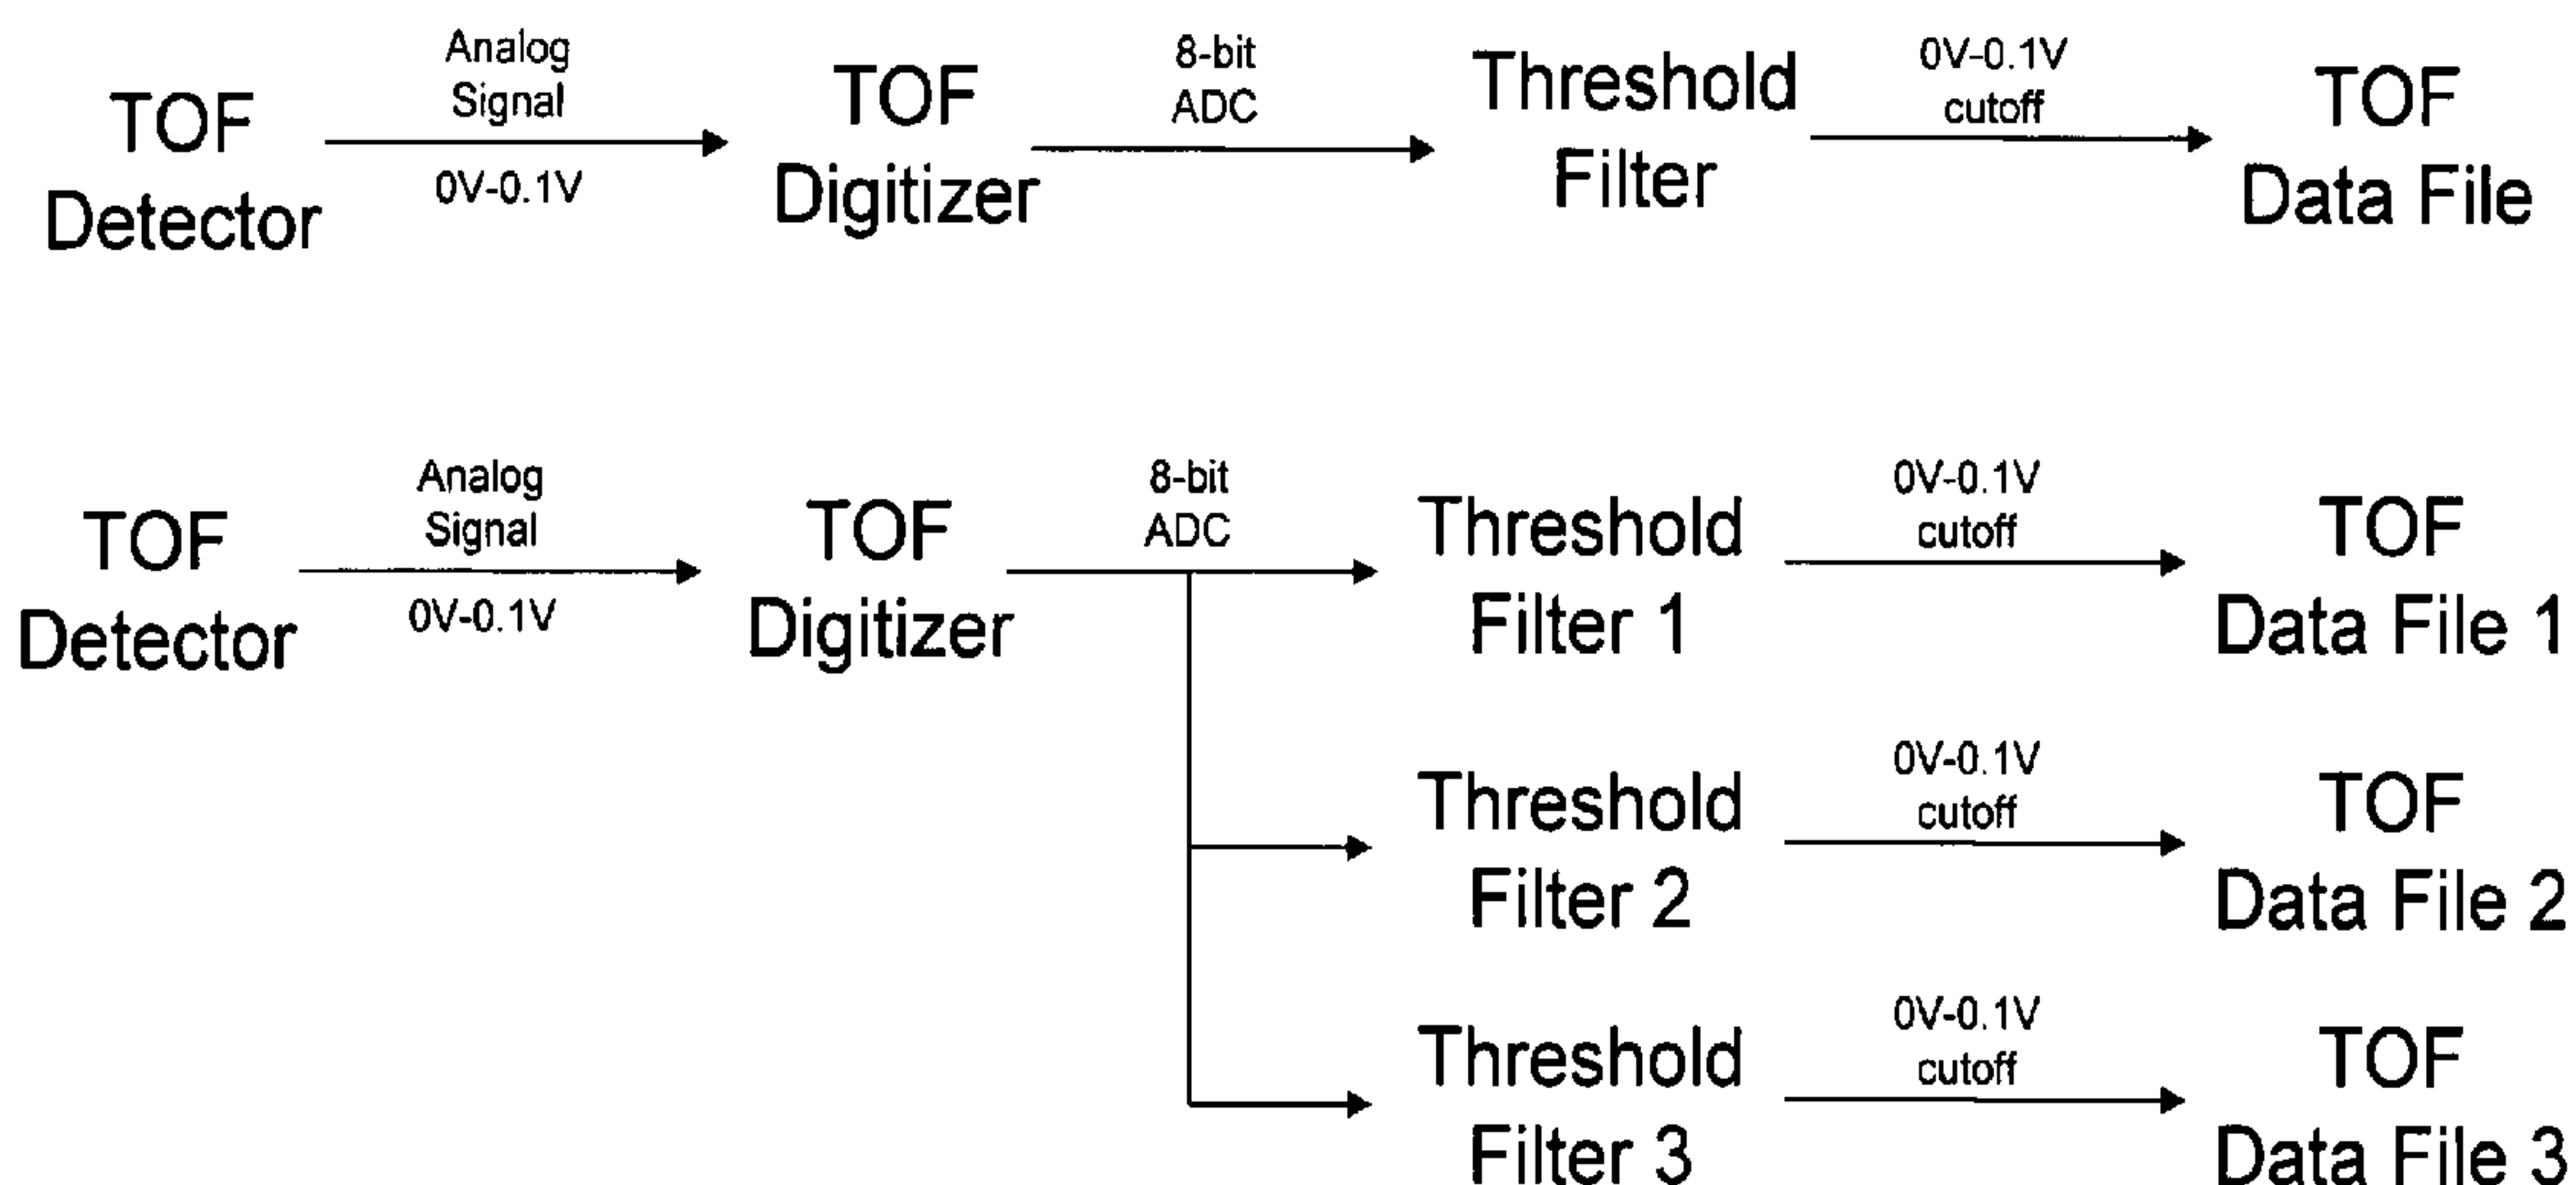 TOF
Detector
Analog
Signal
0V-0.1V
TOF
Digitizer
8-bit
ADC
Threshold
Filter
0V-0.1V
cutoff
TOF
Data File
TOF
Detector
Analog
Signal
0V-0.1V
TOF
Digitizer
8-bit
ADC
Threshold
Filter 1
0V-0.1V
cutoff
TOF
Data File 1
Threshold
Filter 2
0V-0.1V
cutoff
TOF
Data File 2
Threshold
Filter 3
0V-0.1V
cutoff
TOF
Data File 3